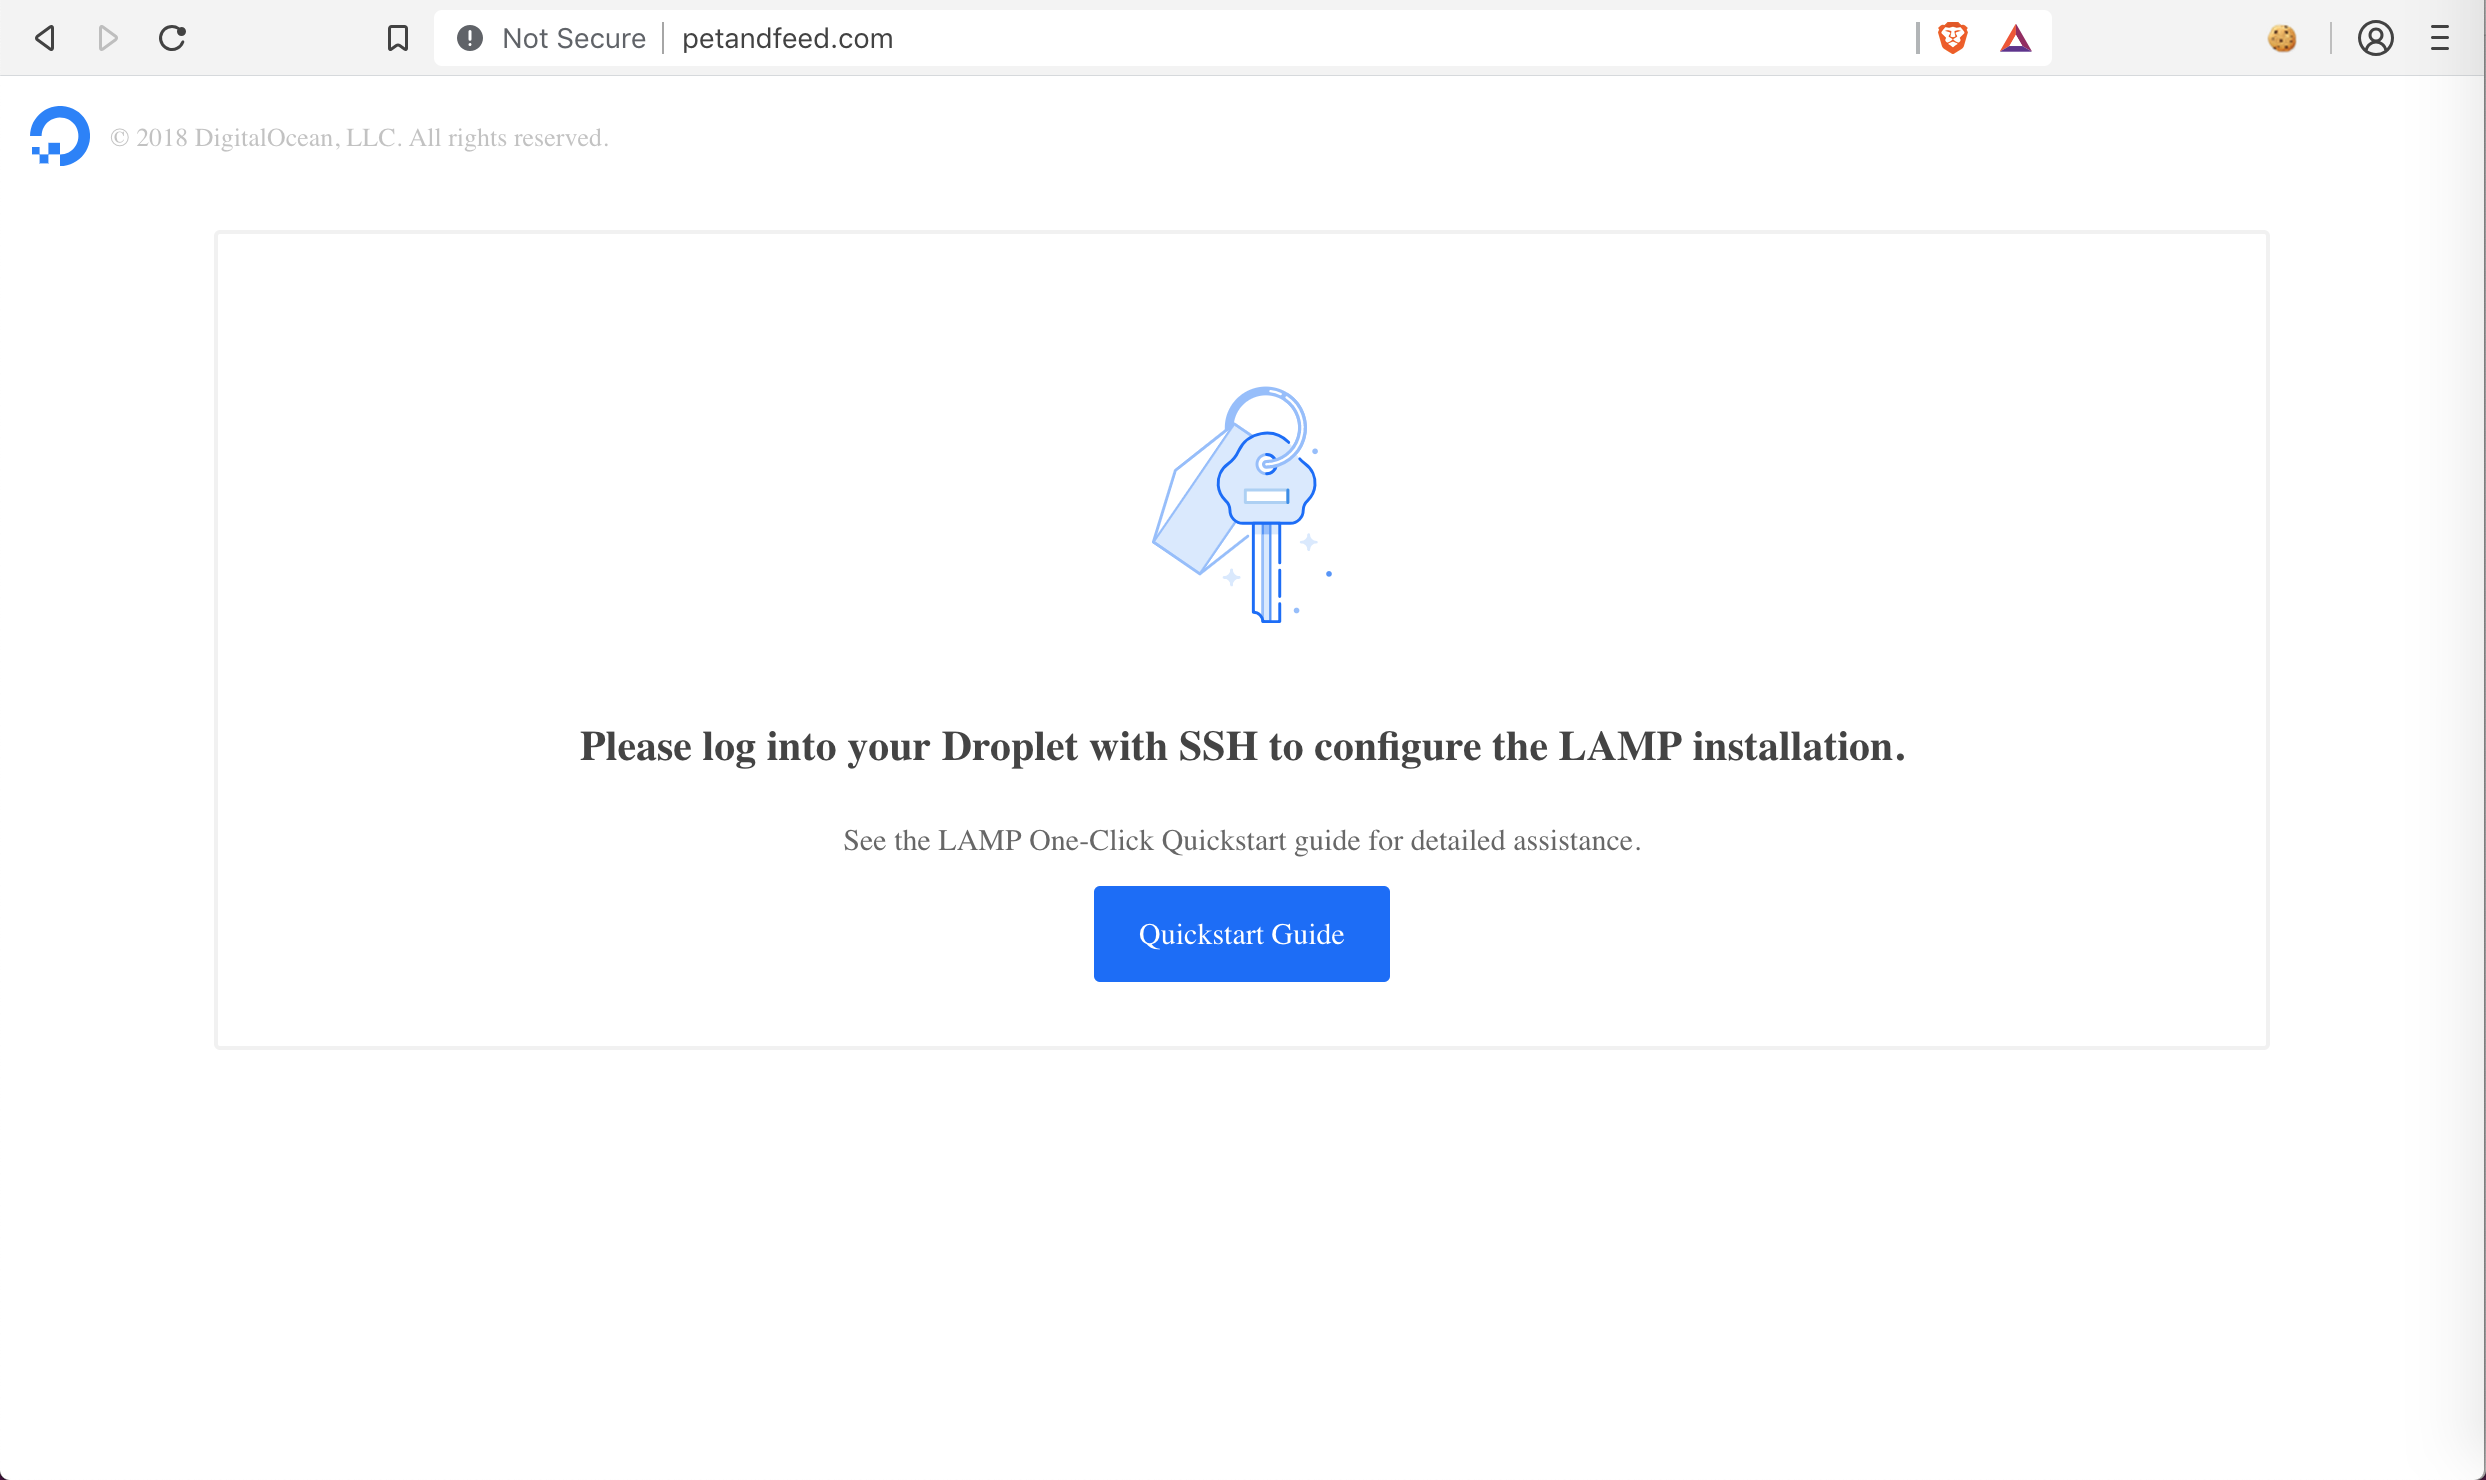 Not Secure petandfeed.com
© 2018 DigitalOcean, LLC. All rights reserved.
Please log into your Droplet with SSH to configure the LAMP installation.
See the LAMP One-Click Quickstart guide for detailed assistance.
Quickstart Guide